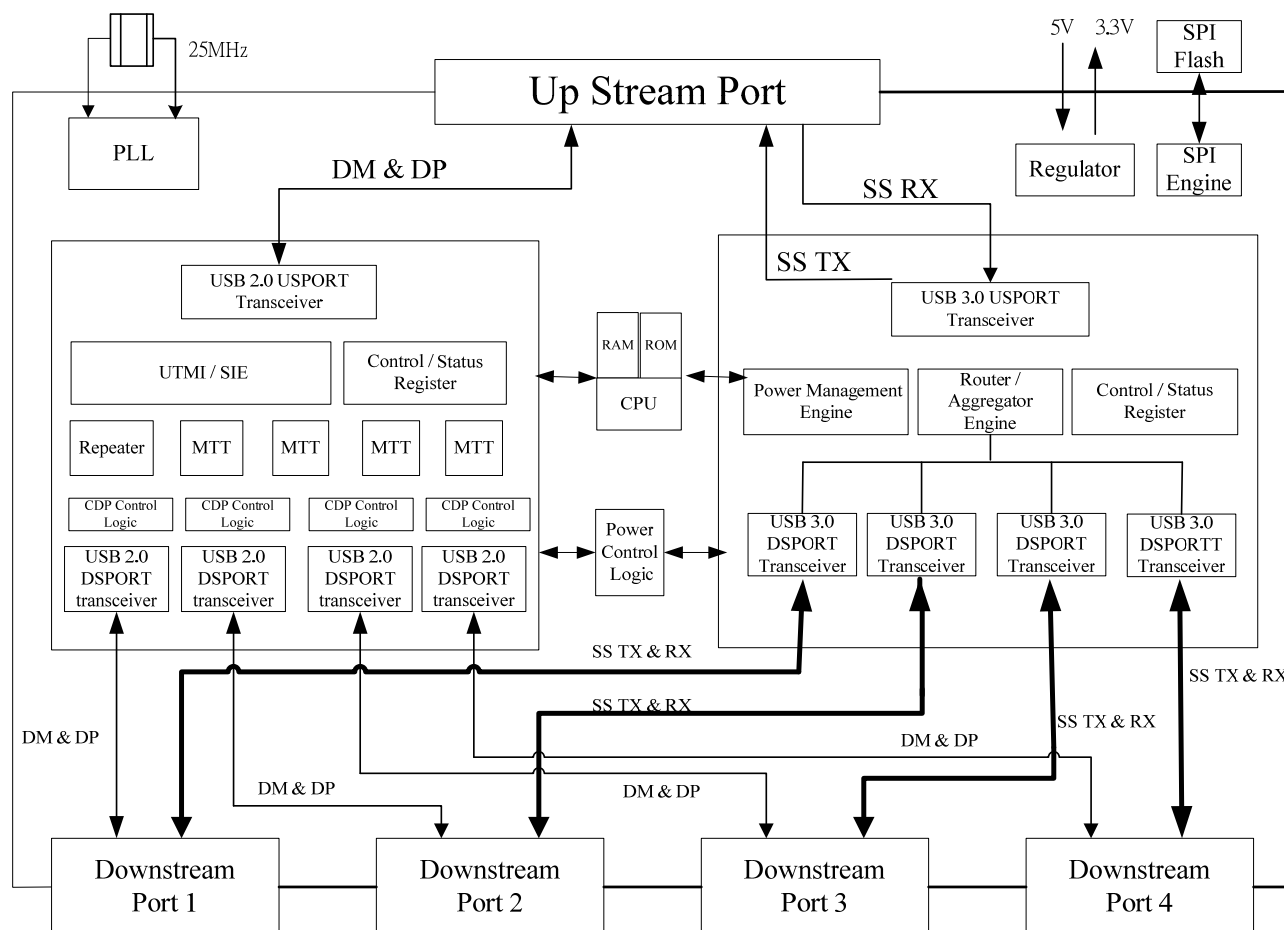 25MHz
5V
3.3V
SPI
Flash
Up Stream Port
PLL
Regulator
SPI
Engine
DM & DP
SS RX
SS TX
USB 2.0 USPORT
Transceiver
USB 3.0 USPORT
Transceiver
UTMI / SIE
Control / Status
Register
RAM
ROM
CPU
Power Management
Engine
Router /
Aggregator
Engine
Control / Status
Register
Repeater
MTT
MTT
MTT
MTT
CDP Control
Logic
CDP Control
Logic
CDP Control
Logic
CDP Control
Logic
USB 2.0
DSPORT
transceiver
USB 2.0
DSPORT
transceiver
USB 2.0
DSPORT
transceiver
USB 2.0
DSPORT
transceiver
Power
Control
Logic
USB 3.0
DSPORT
Transceiver
USB 3.0
DSPORT
Transceiver
USB 3.0
DSPORT
Transceiver
USB 3.0
DSPORTT
Transceiver
SS TX & RX
SS TX & RX
SS TX & RX
SS TX & RX
DM & DP
DM & DP
DM & DP
DM & DP
Downstream
Port 1
Downstream
Port 2
Downstream
Port 3
Downstream
Port 4